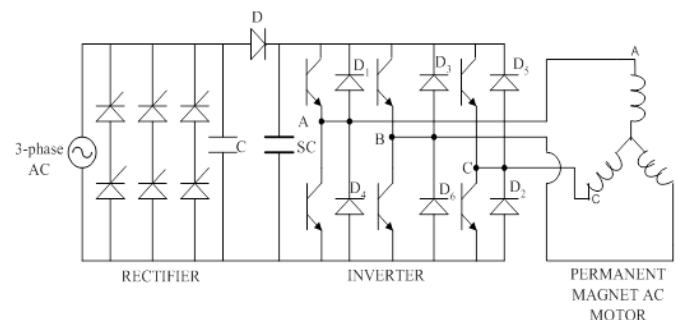 D
D₁
D₃
D₅
A
A
3-phase
AC
C
SC
B
C
D₄
D₆
D₂
C
RECTIFIER
INVERTER
PERMANENT
MAGNET AC
MOTOR